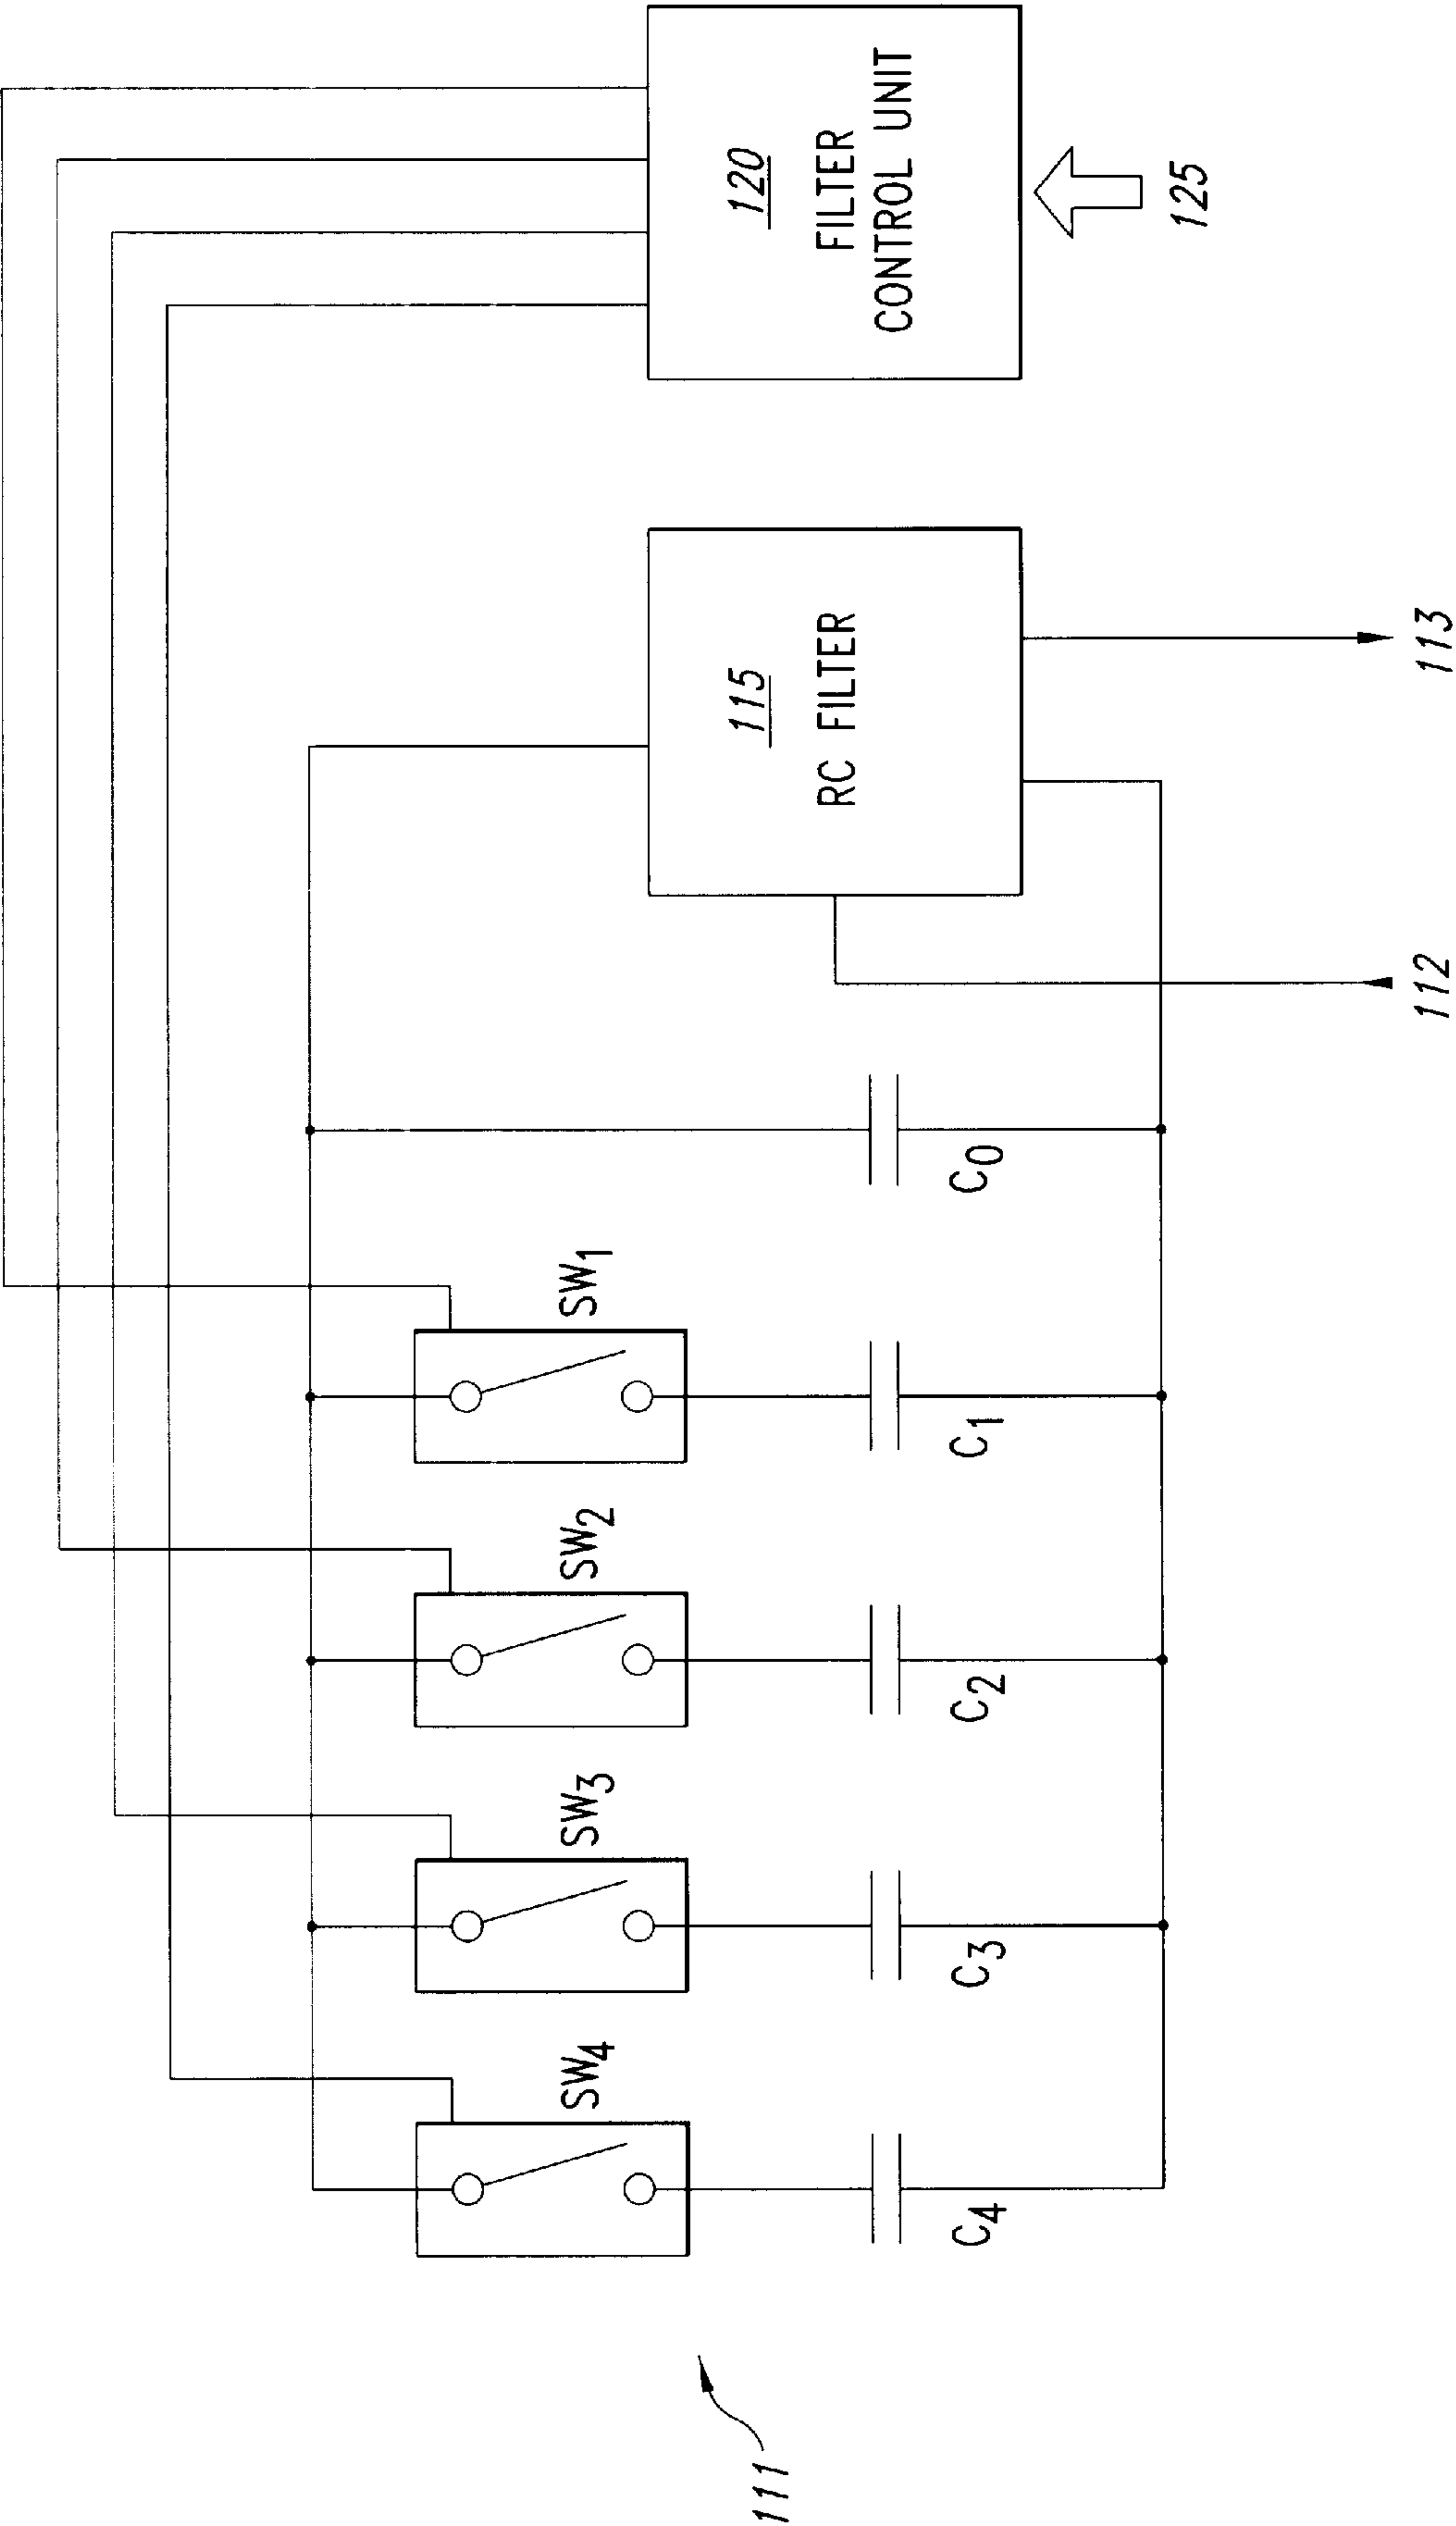 111
SW4
SW3
SW2
SW1
C4
C3
C2
C1
C0
115
RC FILTER
120
FILTER
CONTROL UNIT
125
112
113